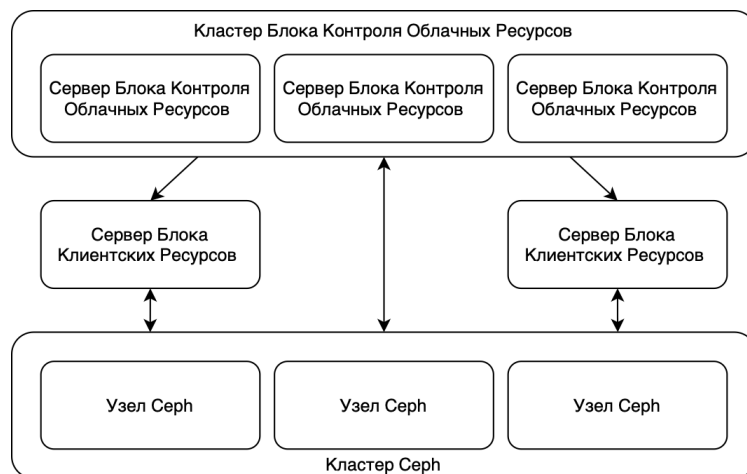 Кластер Блока Контроля Облачных Ресурсов
Сервер Блока Контроля
Облачных Ресурсов
Сервер Блока Контроля
Облачных Ресурсов
Сервер Блока Контроля
Облачных Ресурсов
Сервер Блока
Клиентских Ресурсов
Сервер Блока
Клиентских Ресурсов
Узел Ceph
Узел Ceph
Узел Ceph
Кластер Ceph